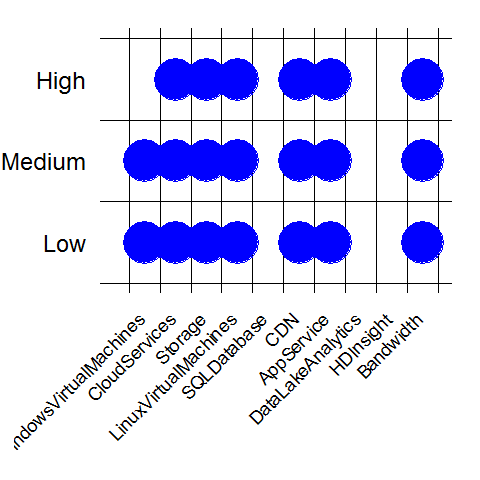 High
Medium
Low
ndowsVirtualMachines
CloudServices
Storage
LinuxVirtualMachines
SQLDatabase
CDN
AppService
DataLakeAnalytics
HDInsight
Bandwidth